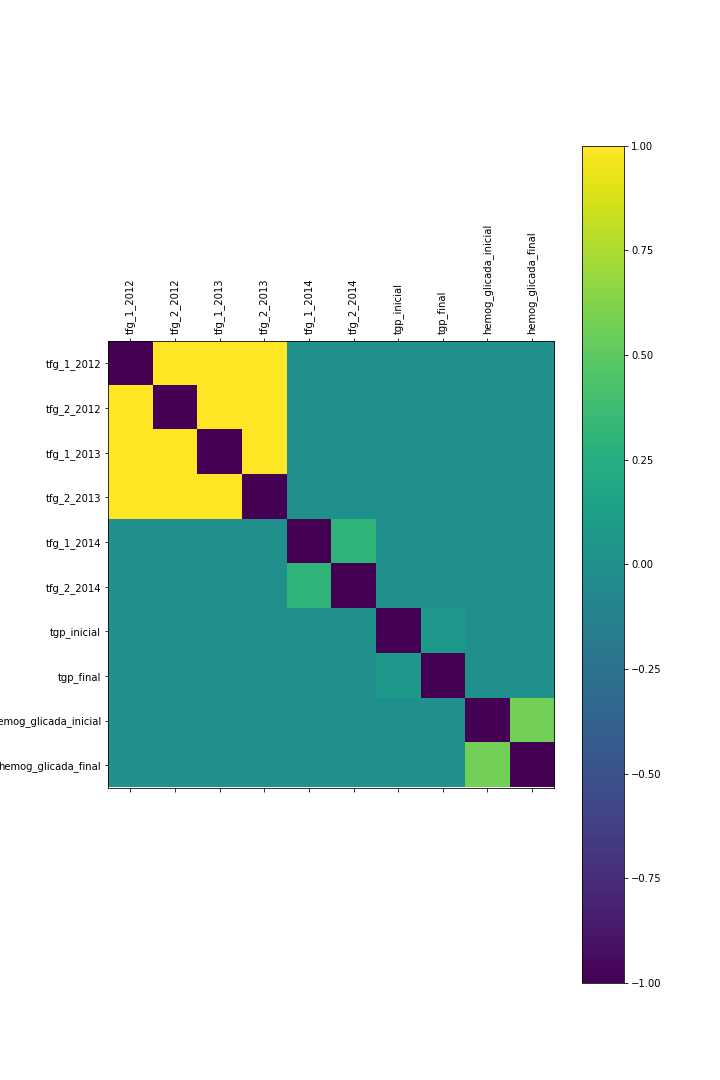 tfg_1_2012
tfg_2_2012
tfg_1_2013
tfg_2_2013
tfg_1_2014
tfg_2_2014
tgp_inicial
tgp_final
hemog_glicada_inicial
hemog_glicada_final
tfg_1_2012
tfg_2_2012
tfg_1_2013
tfg_2_2013
tfg_1_2014
tfg_2_2014
tgp_inicial
tgp_final
emog_glicada_inicial
hemog_glicada_final
1.00
0.75
0.50
0.25
0.00
−0.25
−0.50
−0.75
−1.00